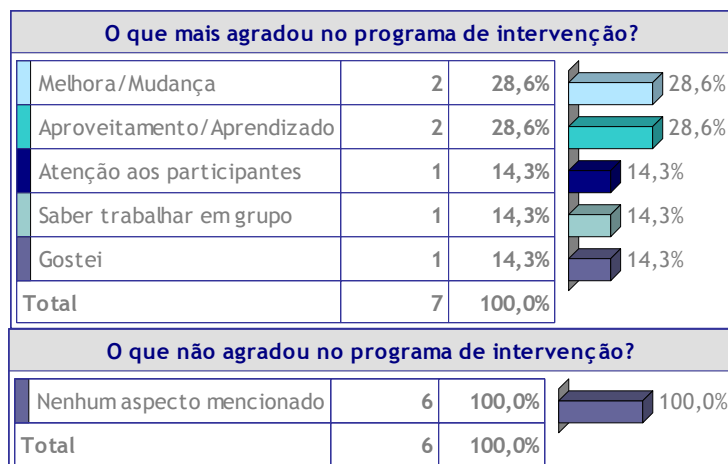 O que mais agradou no programa de intervenção?
Melhora/Mudança 2 28,6% 28,6%
Aproveitamento/Aprendizado 2 28,6% 28,6%
Atenção aos participantes 1 14,3% 14,3%
Saber trabalhar em grupo 1 14,3% 14,3%
Gostei 1 14,3% 14,3%
Total 7 100,0%
O que não agradou no programa de intervenção?
Nenhum aspecto mencionado 6 100,0% 100,0%
Total 6 100,0%